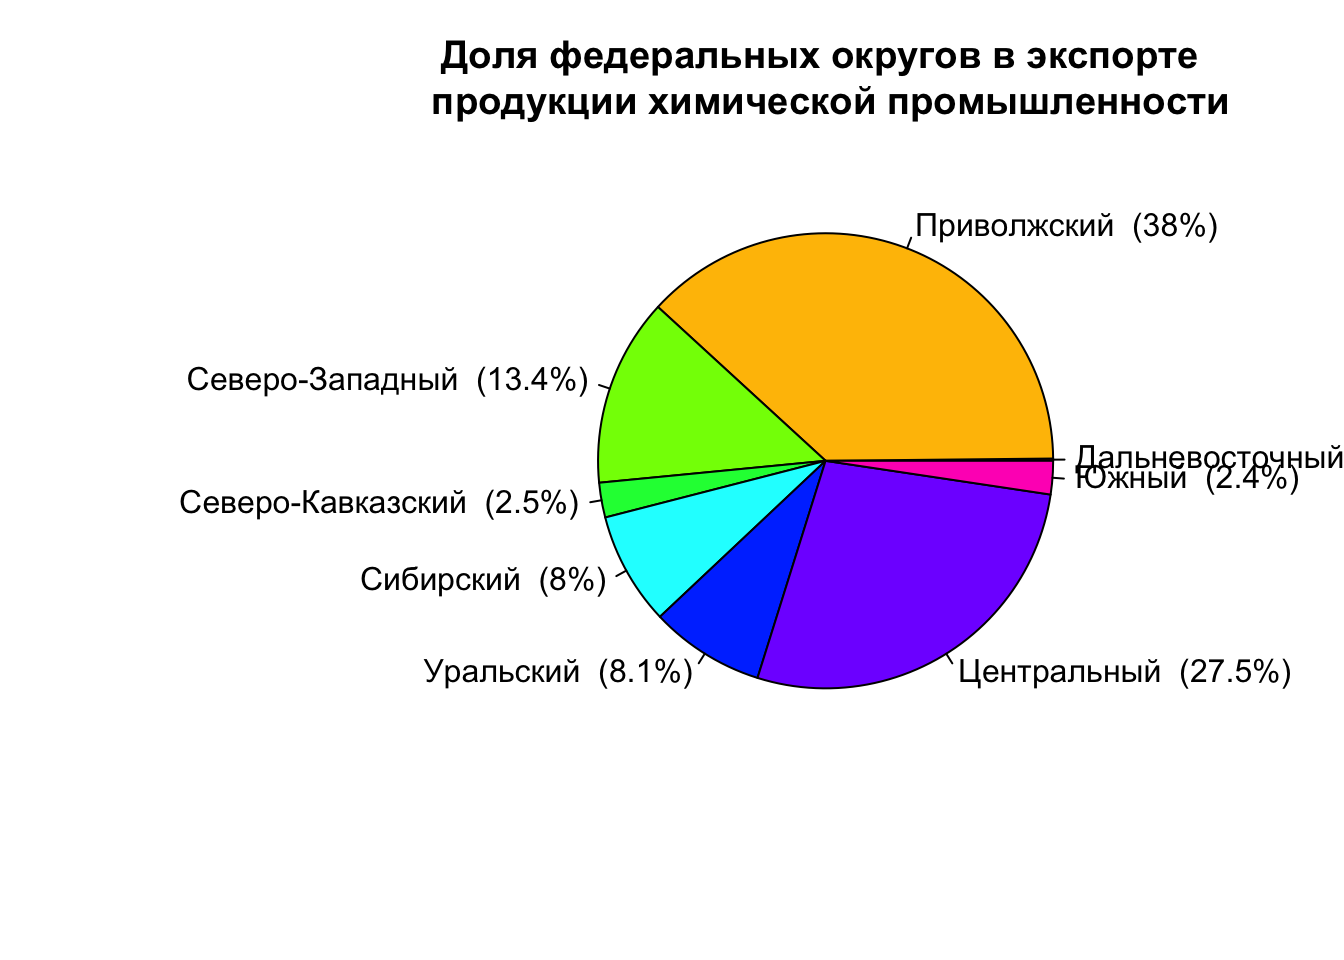 Доля федеральных округов в экспорте
продукции химической промышленности
Приволжский (38%)
Северо-Западный (13.4%)
Дальневосточный
Южный (2.4%)
Северо-Кавказский (2.5%)
Сибирский (8%)
Уральский (8.1%)
Центральный (27.5%)